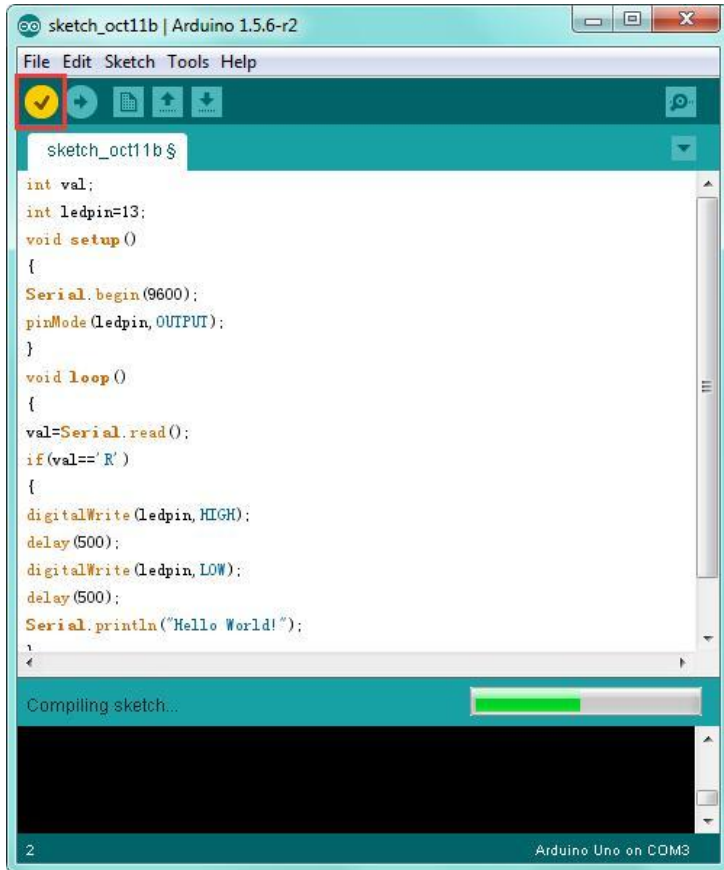 sketch_oct11b | Arduino 1.5.6-r2
File Edit Sketch Tools Help
sketch_oct11b §
int val;
int ledpin=13;
void setup()
{
Serial.begin(9600);
pinMode(ledpin,OUTPUT);
}
void loop()
{
val=Serial.read();
if(val=='R')
{
digitalWrite(ledpin,HIGH);
delay(500);
digitalWrite(ledpin,LOW);
delay(500);
Serial.println("Hello World!");
}
Compiling sketch...
2 Arduino Uno on COM3